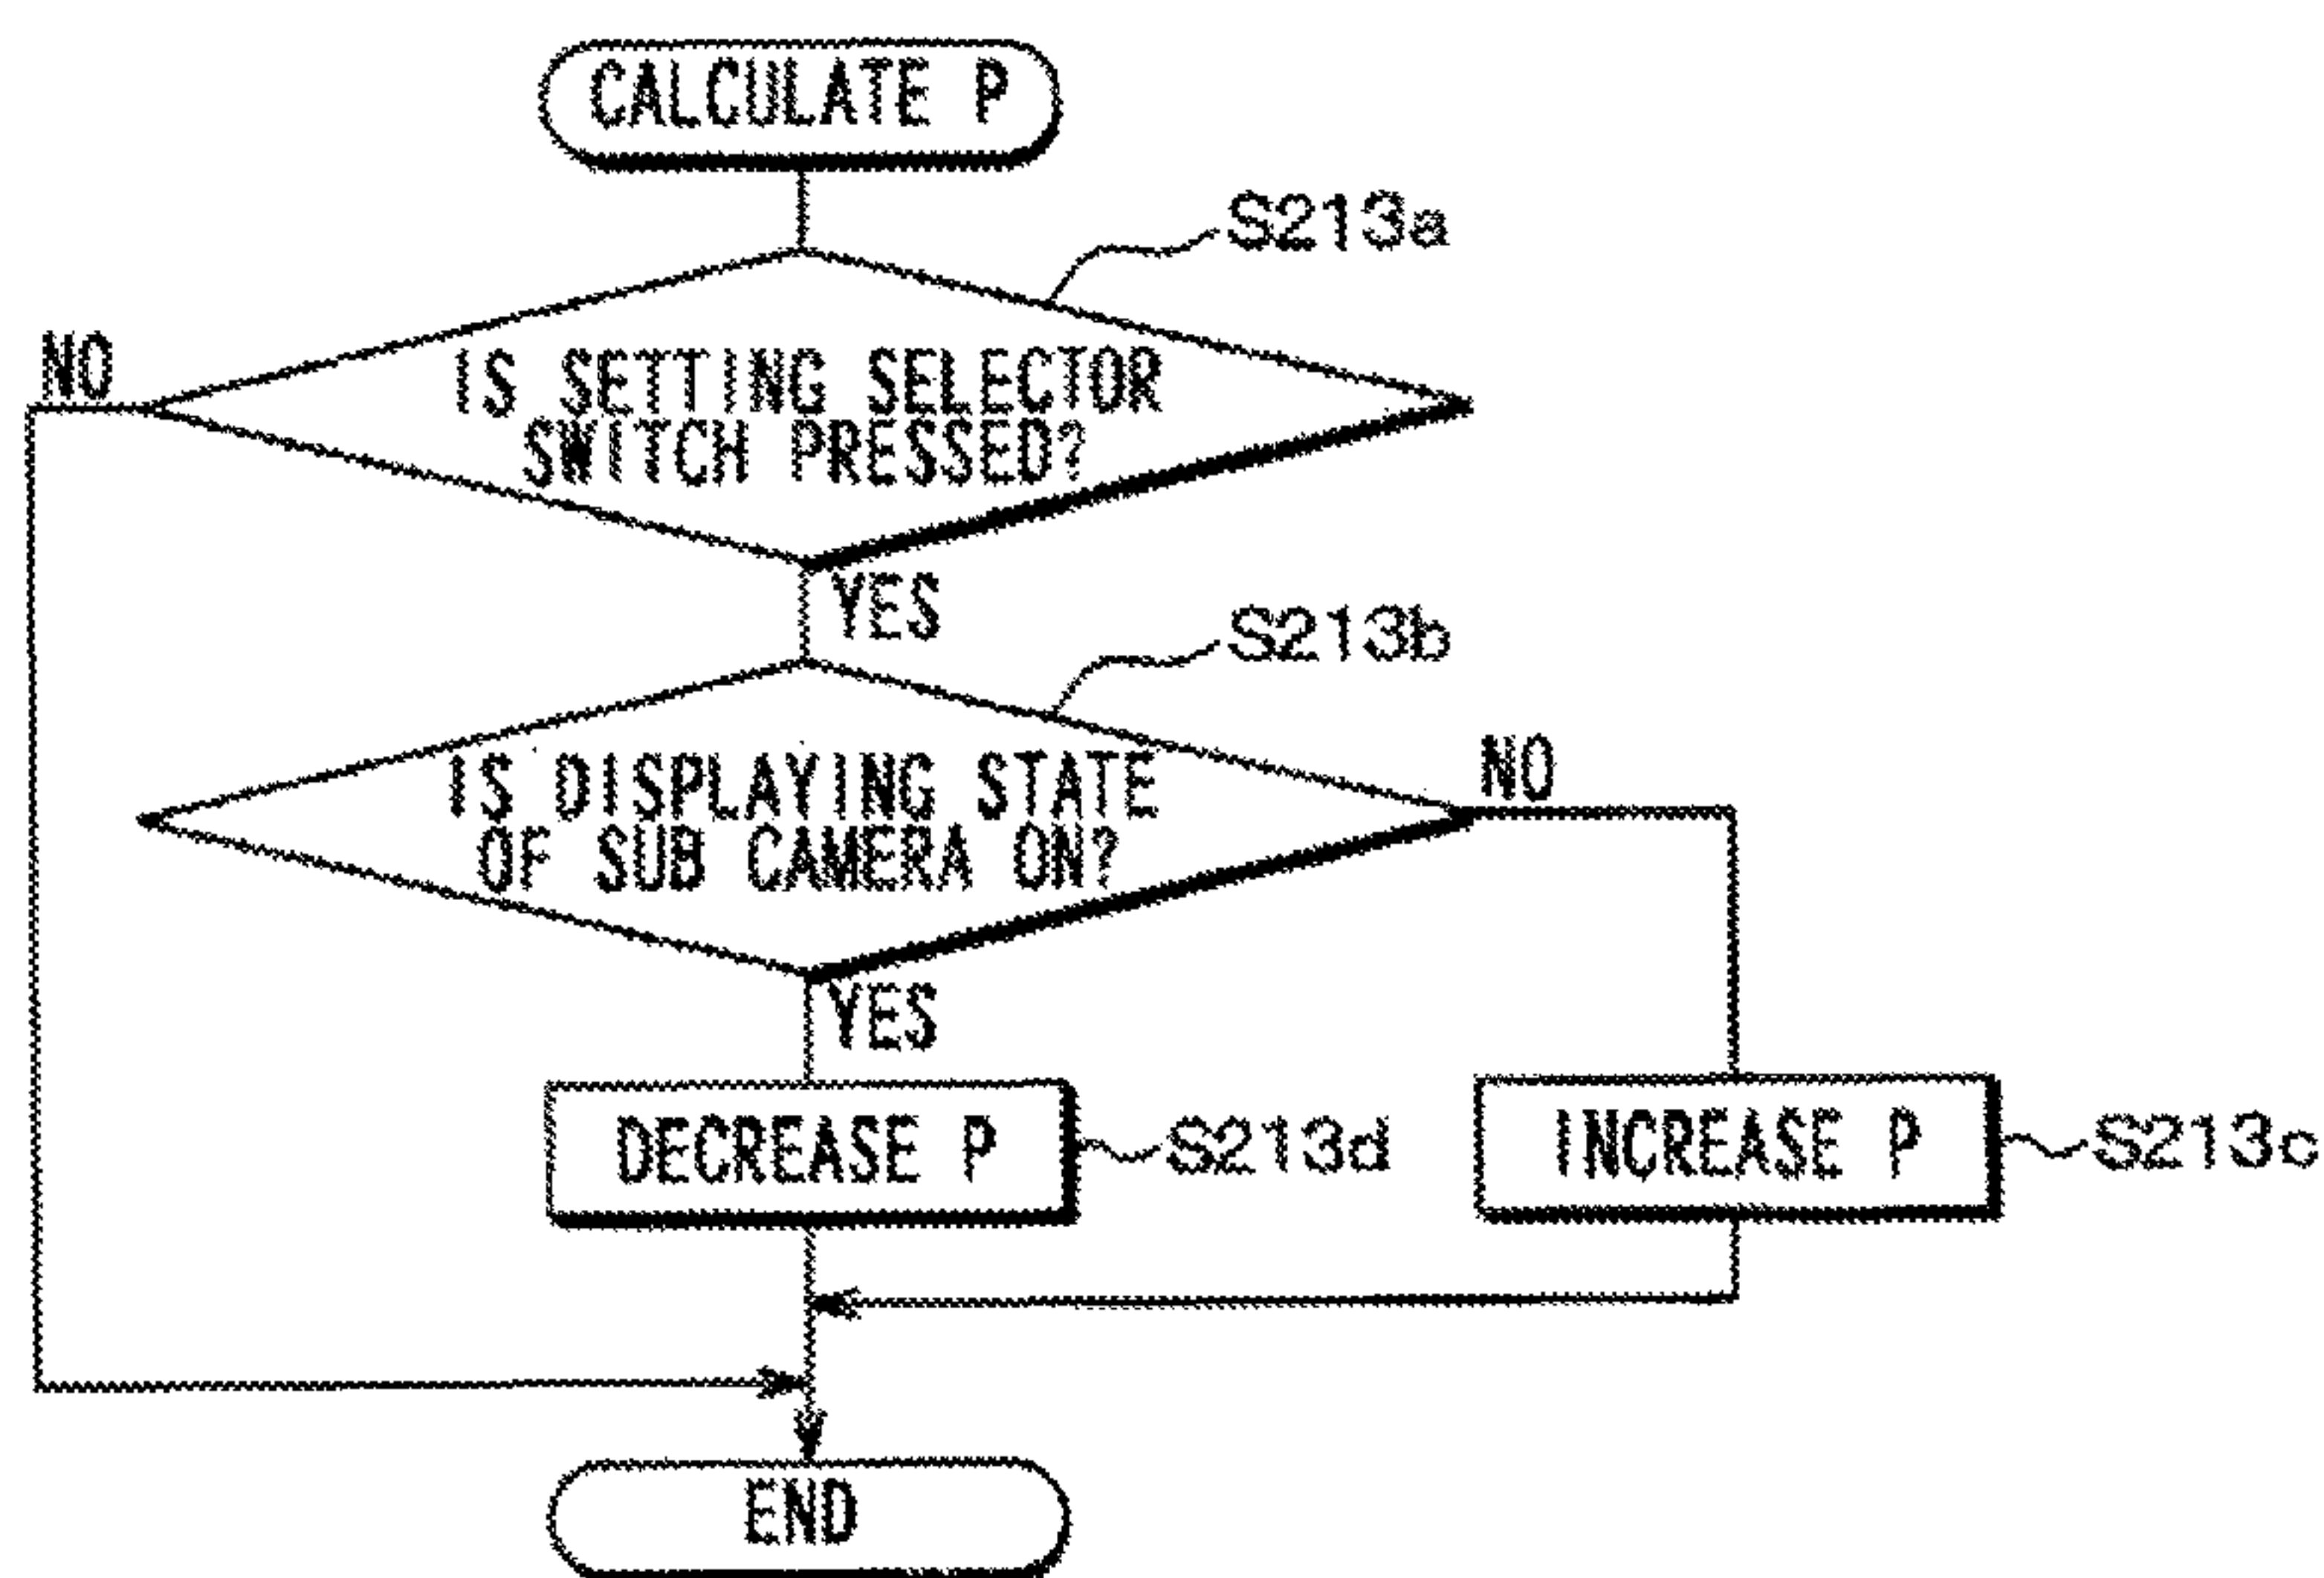 CALCULATE P
S213a
NO
IS SETTING SELECTOR
SWITCH PRESSED?
YES
S213b
IS DISPLAYING STATE
OF SUB CAMERA ON?
NO
YES
DECREASE P
S213d
INCREASE P
S213c
END